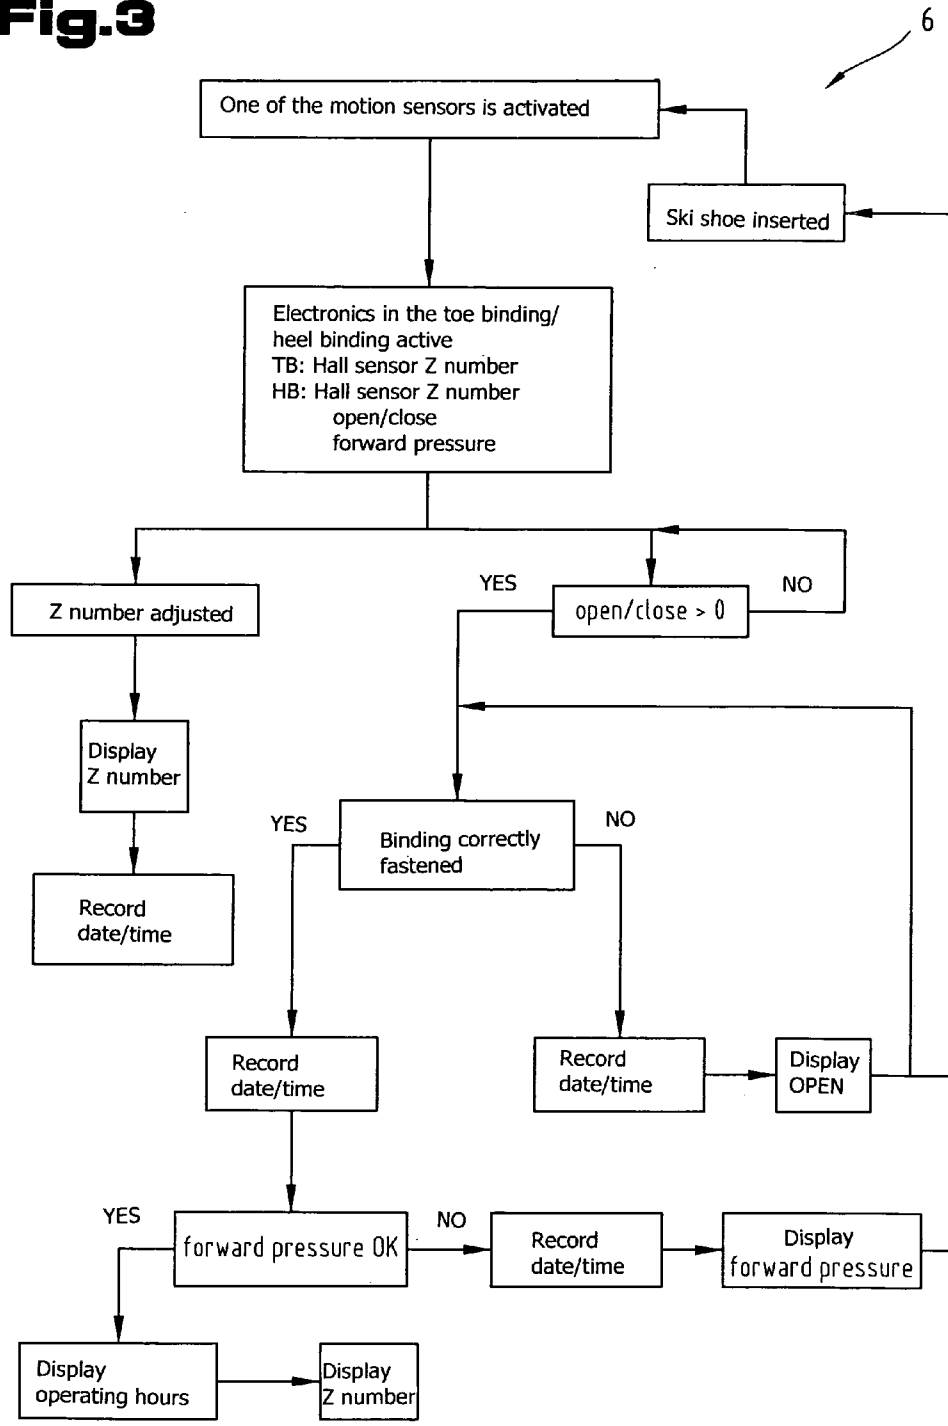 Fig.3
6
One of the motion sensors is activated
Ski shoe inserted
Electronics in the toe binding/
heel binding active
TB: Hall sensor Z number
HB: Hall sensor Z number
open/close
forward pressure
YES
NO
Z number adjusted
open/close > 0
Display
Z number
YES
NO
Binding correctly
fastened
Record
date/time
Record
date/time
Record
date/time
Display
OPEN
YES
NO
forward pressure OK
Record
date/time
Display
forward pressure
Display
operating hours
Display
Z number